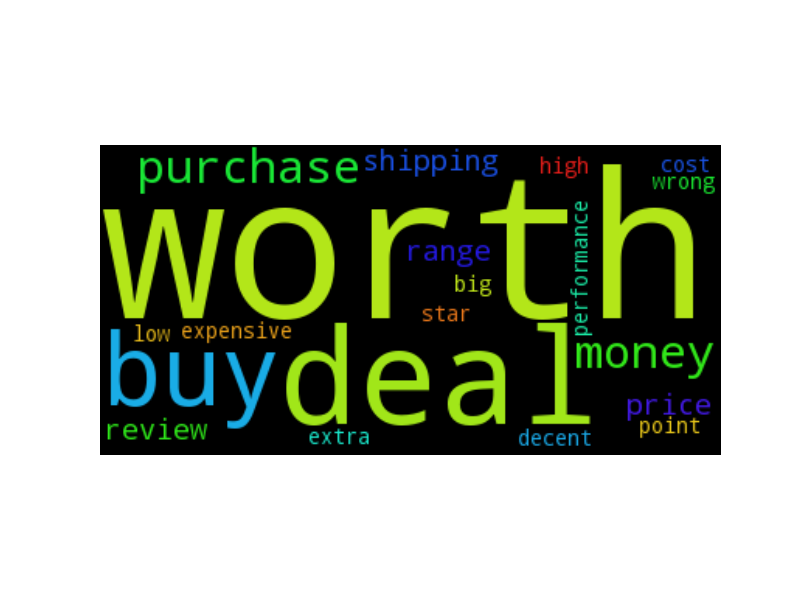 purchase shipping high cost
wrong
worth
performance
range
big
star
low expensive
buy deal money
price
point
review extra decent